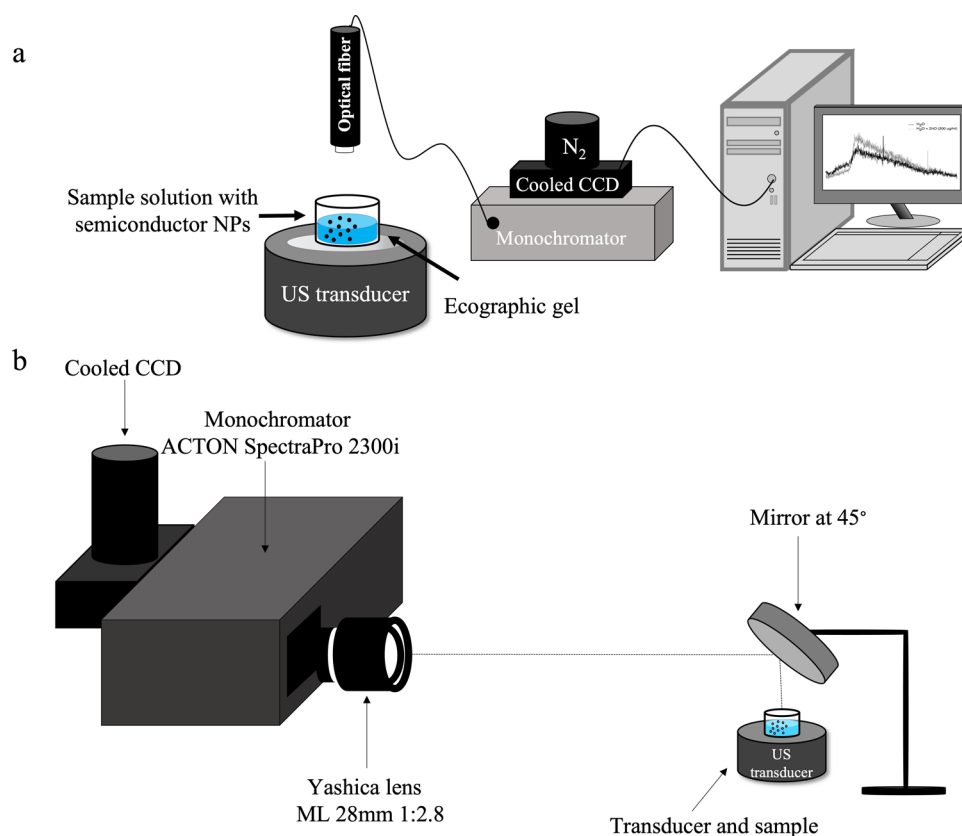 a
Optical fiber
N2
Cooled CCD
Monochromator
Sample solution with
semiconductor NPs
US transducer
Ecographic gel
b
Cooled CCD
Monochromator
ACTON SpectraPro 2300i
Mirror at 45°
US
transducer
Yashica lens
ML 28mm 1:2.8
Transducer and sample